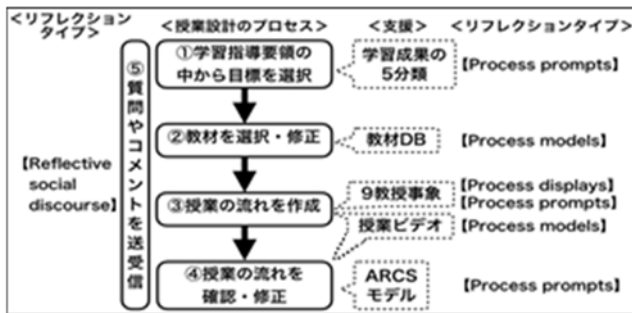 <リフレクション
タイプ>
<授業設計のプロセス>
<支援>
<リフレクションタイプ>
①学習指導要領の
中から目標を選択
学習成果の
5分類
【Process prompts】
②教材を選択・修正
教材DB
【Process models】
③授業の流れを作成
9教授事象
【Process displays】
【Process prompts】
授業ビデオ
【Process models】
④授業の流れを
確認・修正
ARCS
モデル
【Process prompts】
⑤質問やコメントを送受信
【Reflective
social
discourse】